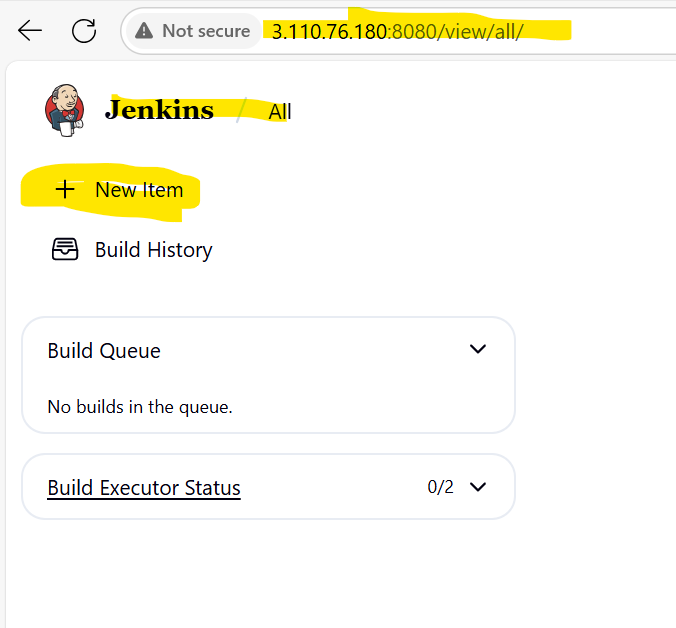 Not secure 3.110.76.180:8080/view/all/
Jenkins / All
+ New Item
Build History
Build Queue
No builds in the queue.
Build Executor Status 0/2